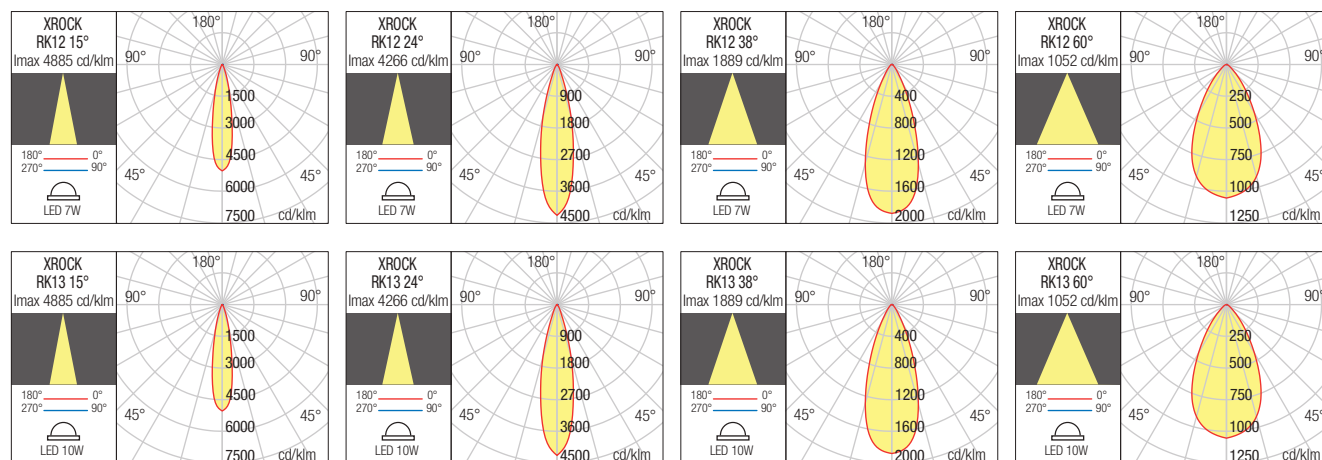 XROCK
RK12 15°
Imax 4885 cd/klm
180° 0°
270° 90°
LED 7W
180°
90° 90°
1500
3000
4500
45° 45°
6000
7500 cd/klm
XROCK
RK12 24°
Imax 4266 cd/klm
180° 0°
270° 90°
LED 7W
180°
90° 90°
900
1800
2700
45° 45°
3600
4500 cd/klm
XROCK
RK12 38°
Imax 1889 cd/klm
180° 0°
270° 90°
LED 7W
180°
90° 90°
400
800
1200
45° 45°
1600
2000 cd/klm
XROCK
RK12 60°
Imax 1052 cd/klm
180° 0°
270° 90°
LED 7W
180°
90° 90°
250
500
750
45° 45°
1000
1250 cd/klm
XROCK
RK13 15°
Imax 4885 cd/klm
180° 0°
270° 90°
LED 10W
180°
90° 90°
1500
3000
4500
45° 45°
6000
7500 cd/klm
XROCK
RK13 24°
Imax 4266 cd/klm
180° 0°
270° 90°
LED 10W
180°
90° 90°
900
1800
2700
45° 45°
3600
4500 cd/klm
XROCK
RK13 38°
Imax 1889 cd/klm
180° 0°
270° 90°
LED 10W
180°
90° 90°
400
800
1200
45° 45°
1600
2000 cd/klm
XROCK
RK13 60°
Imax 1052 cd/klm
180° 0°
270° 90°
LED 10W
180°
90° 90°
250
500
750
45° 45°
1000
1250 cd/klm